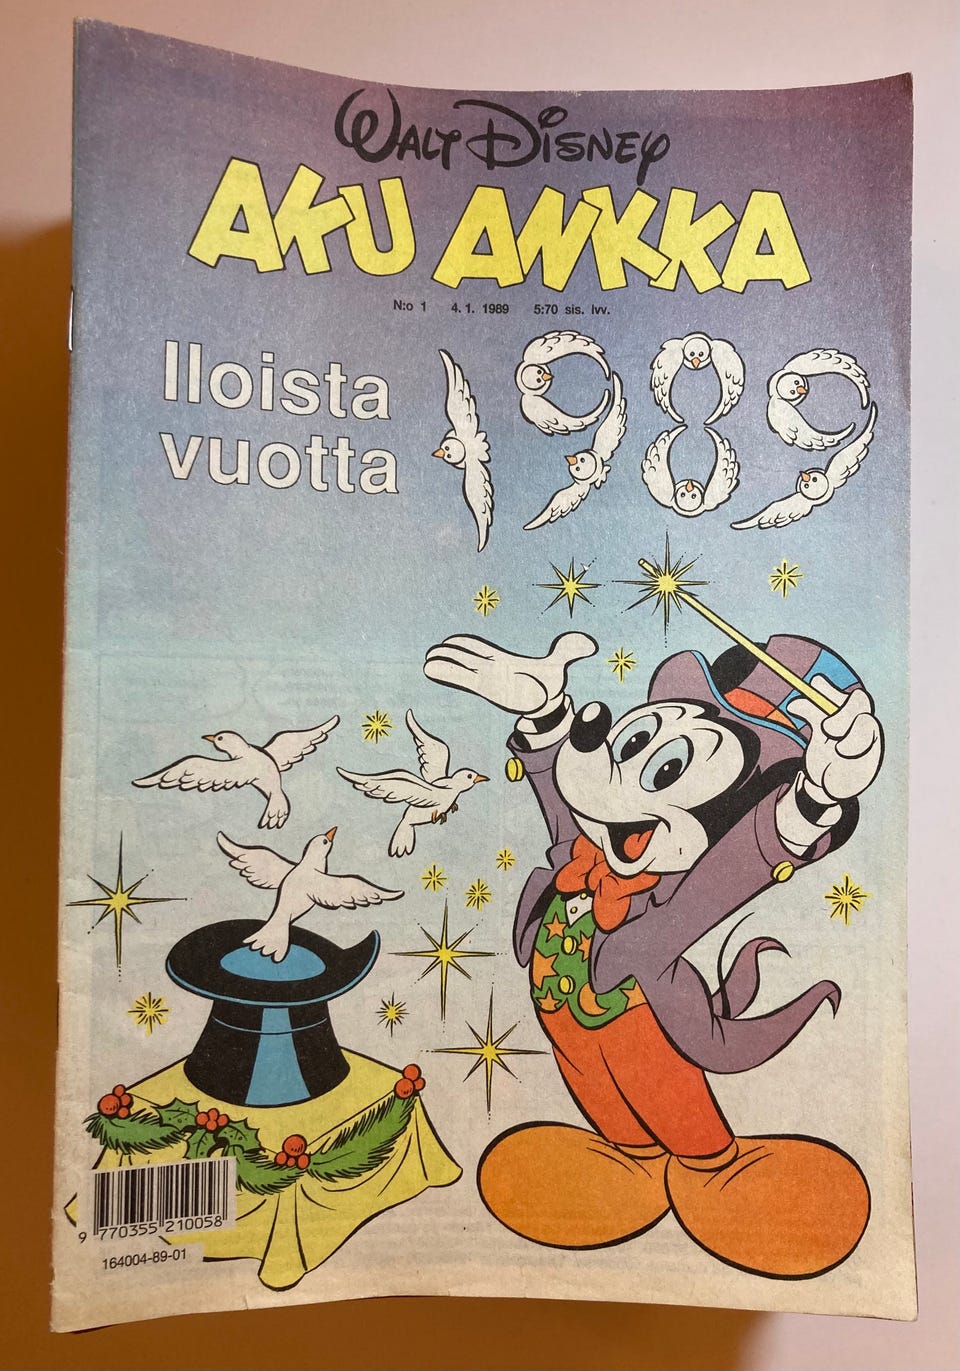 WALT DISNEY
AKU ANKKA
N:o 1 4.1. 1989 5:70 sis. lvv.
Iloista
vuotta
1989
9 770355 210058
164004-89-01